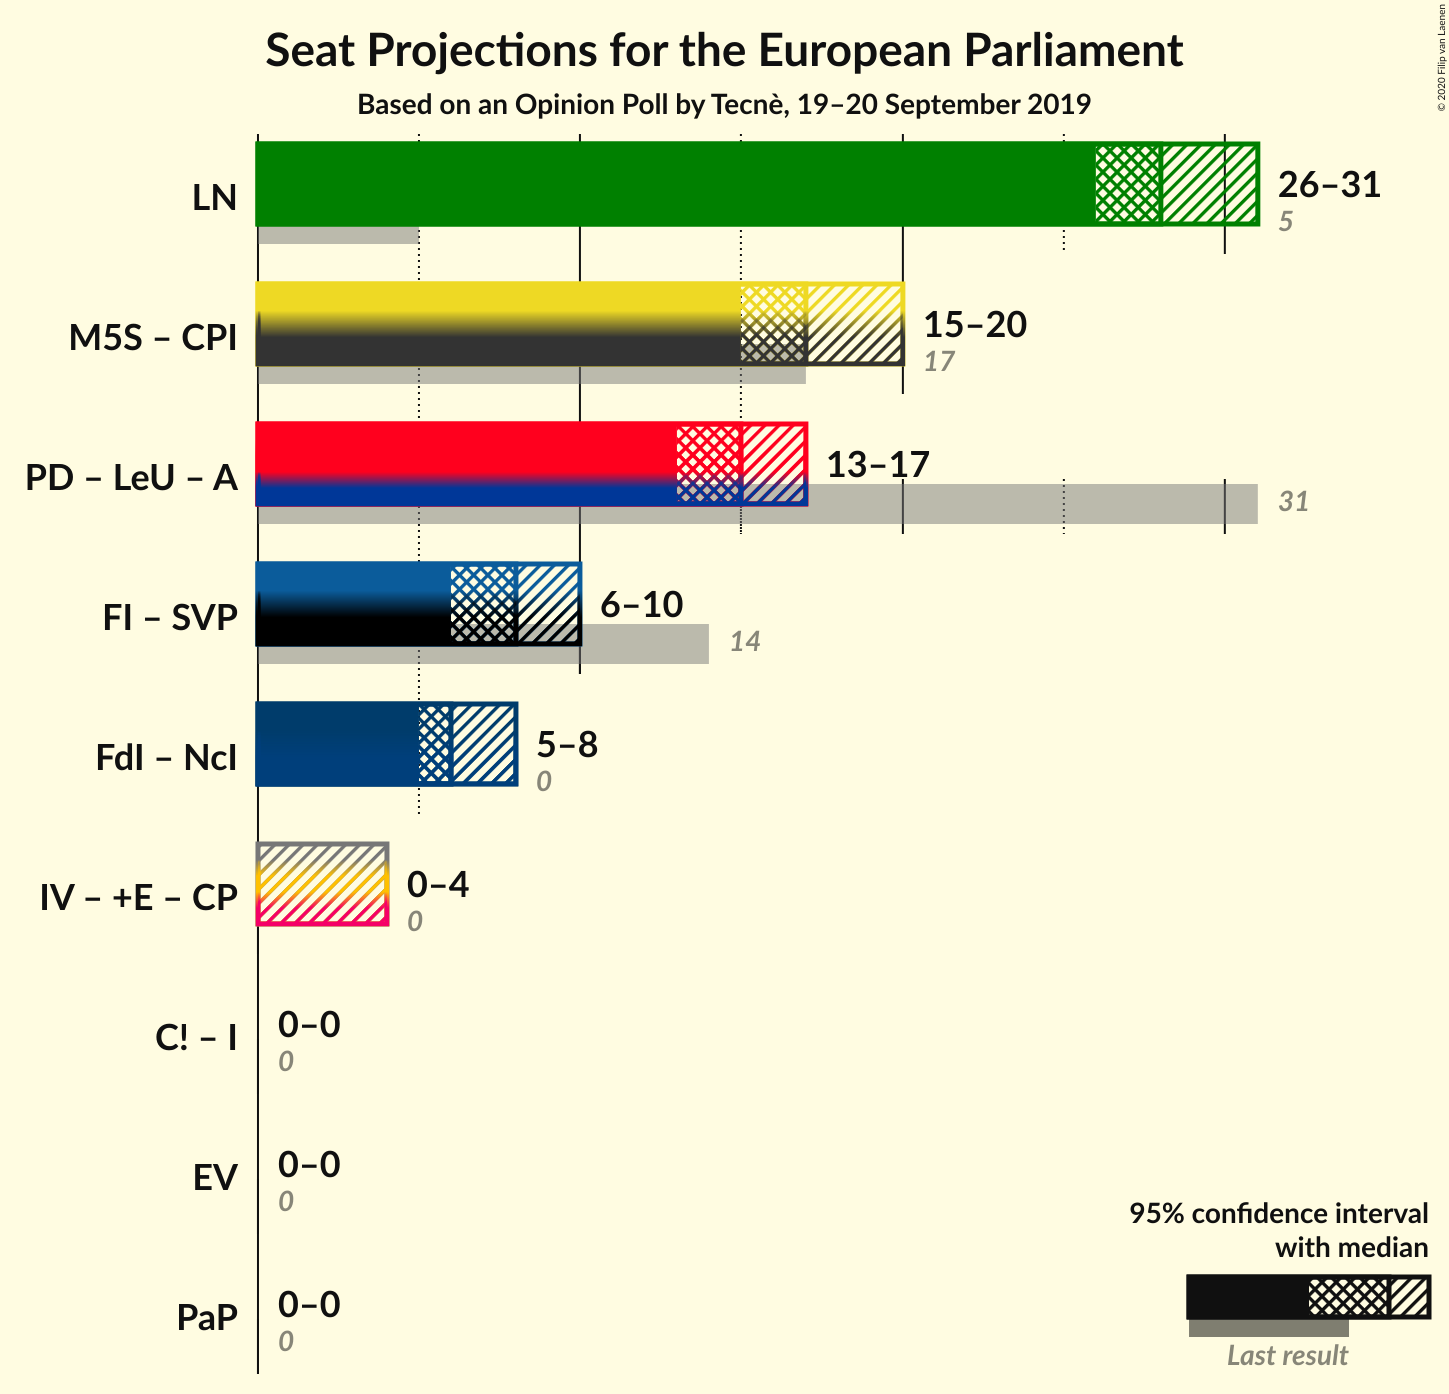 Seat Projections for the European Parliament
Based on an Opinion Poll by Tecnè, 19–20 September 2019
© 2020 Filip van Laenen
LN
26–31
5
M5S – CPI
15–20
17
PD – LeU – A
13–17
31
FI – SVP
6–10
14
FdI – NcI
5–8
0
IV – +E – CP
0–4
0
C! – I
0–0
0
EV
0–0
0
PaP
0–0
0
95% confidence interval
with median
Last result